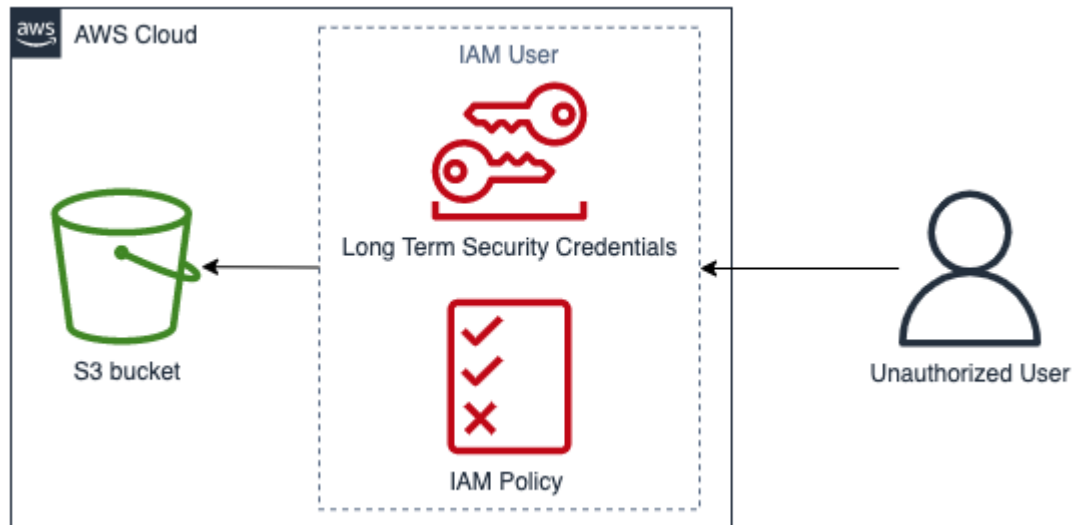 aws
AWS Cloud
IAM User
Long Term Security Credentials
S3 bucket
Unauthorized User
IAM Policy